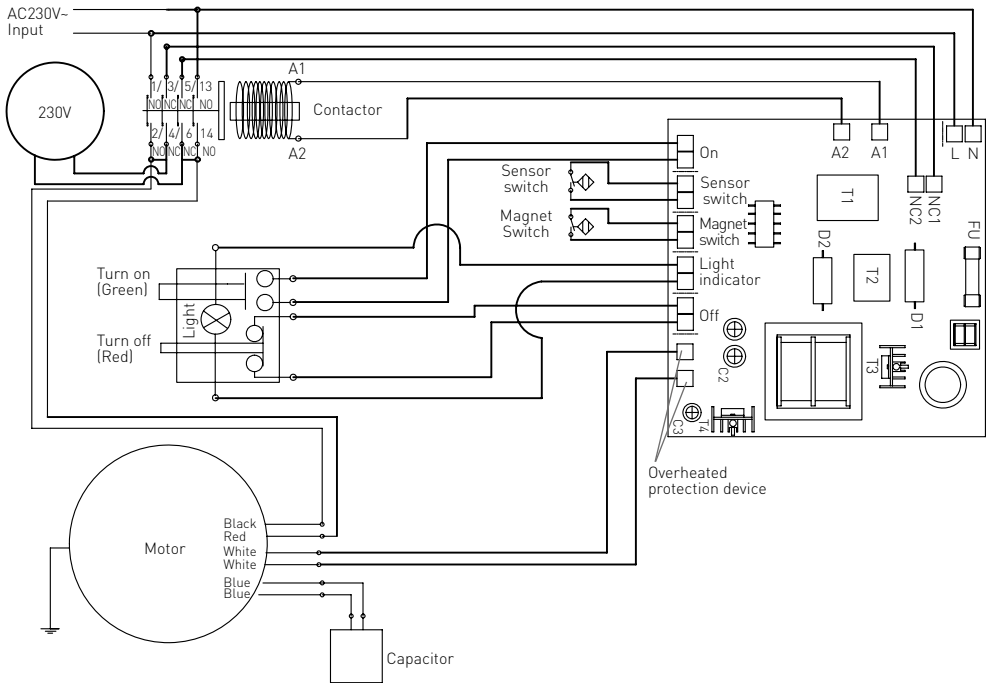 AC230V~
Input
230V
1/ 3/ 5/ 13
NO NC NC NO
2/ 4/ 6 14
NO NC NC NO
A1
Contactor
A2
A2
A1
L N
NC2
NC1
On
Sensor
switch
Sensor
switch
Magnet
Switch
Magnet
switch
Light
indicator
Off
T1
T2
D2
D1
FU
T3
C2
C3
T4
Turn on
(Green)
Light
Turn off
(Red)
Overheated
protection device
Motor
Black
Red
White
White
Blue
Blue
Capacitor